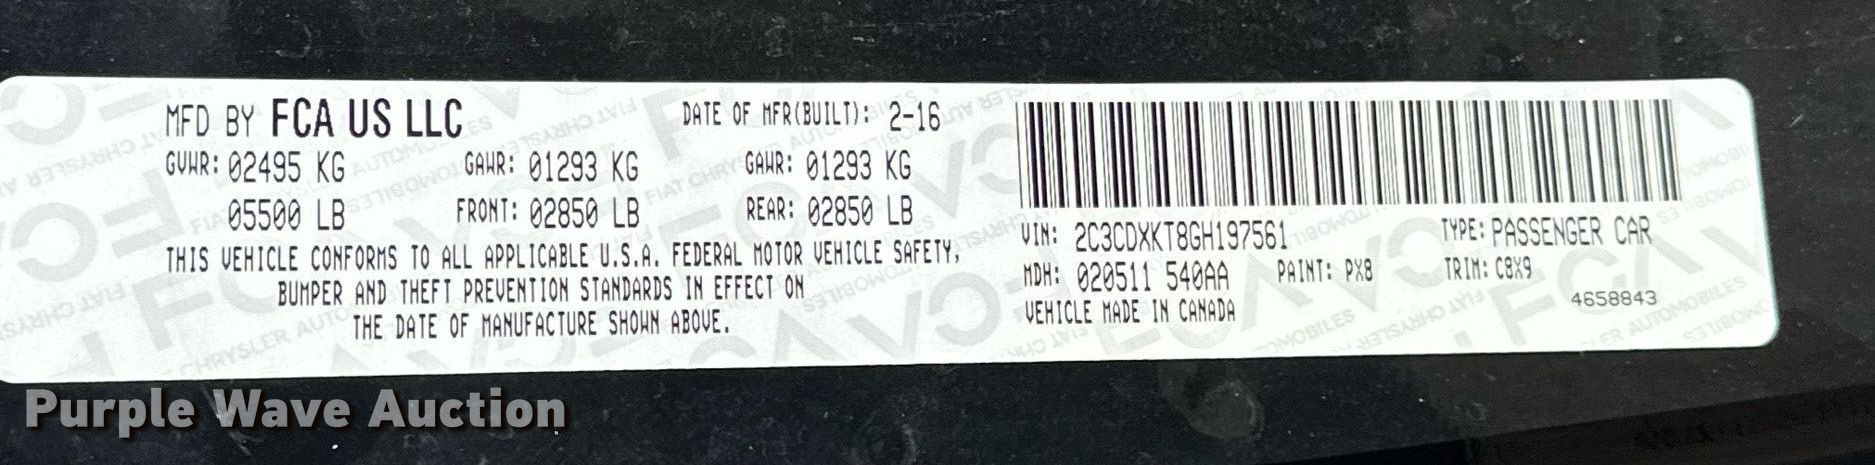 MFD BY FCA US LLC
DATE OF MFR(BUILT): 2-16
GVWR: 02495 KG GAWR: 01293 KG GAWR: 01293 KG
05500 LB FRONT: 02850 LB REAR: 02850 LB
THIS VEHICLE CONFORMS TO ALL APPLICABLE U.S.A. FEDERAL MOTOR VEHICLE SAFETY,
BUMPER AND THEFT PREVENTION STANDARDS IN EFFECT ON
THE DATE OF MANUFACTURE SHOWN ABOVE.
VIN: 2C3CDXKT8GH197561 TYPE: PASSENGER CAR
MDH: 020511 540AA PAINT: PX8 TRIM: C8X9
VEHICLE MADE IN CANADA
4658843
Purple Wave Auction